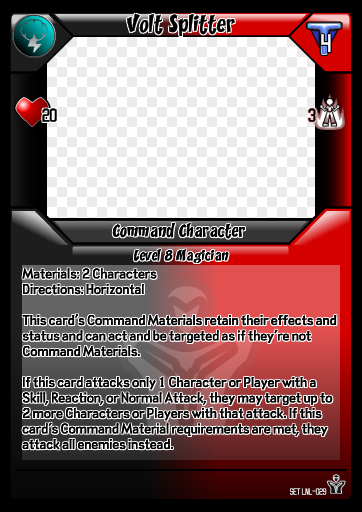 Volt Splitter
4
20
3
Command Character
Level 8 Magician
Materials: 2 Characters
Directions: Horizontal
This card's Command Materials retain their effects and
status and can act and be targeted as if they're not
Command Materials.
If this card attacks only 1 Character or Player with a
Skill, Reaction, or Normal Attack, they may target up to
2 more Characters or Players with that attack. If this
card's Command Material requirements are met, they
attack all enemies instead.
SET LNL-029